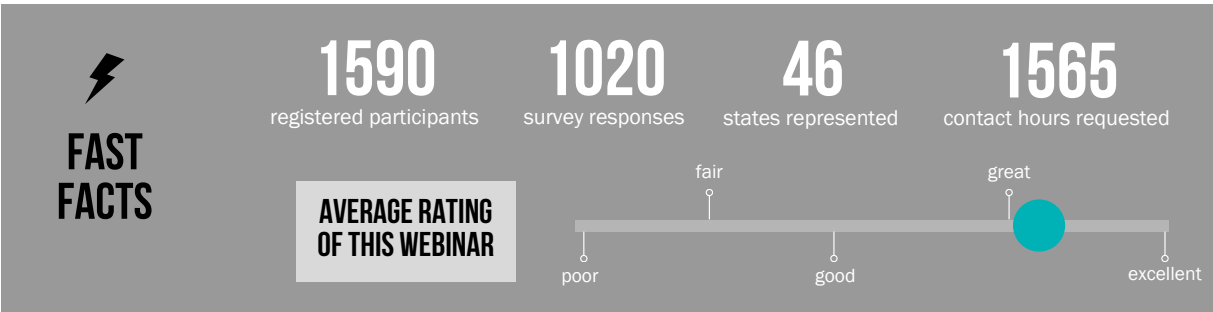 FAST
FACTS
1590
registered participants
1020
survey responses
46
states represented
1565
contact hours requested
AVERAGE RATING
OF THIS WEBINAR
poor
fair
good
great
excellent